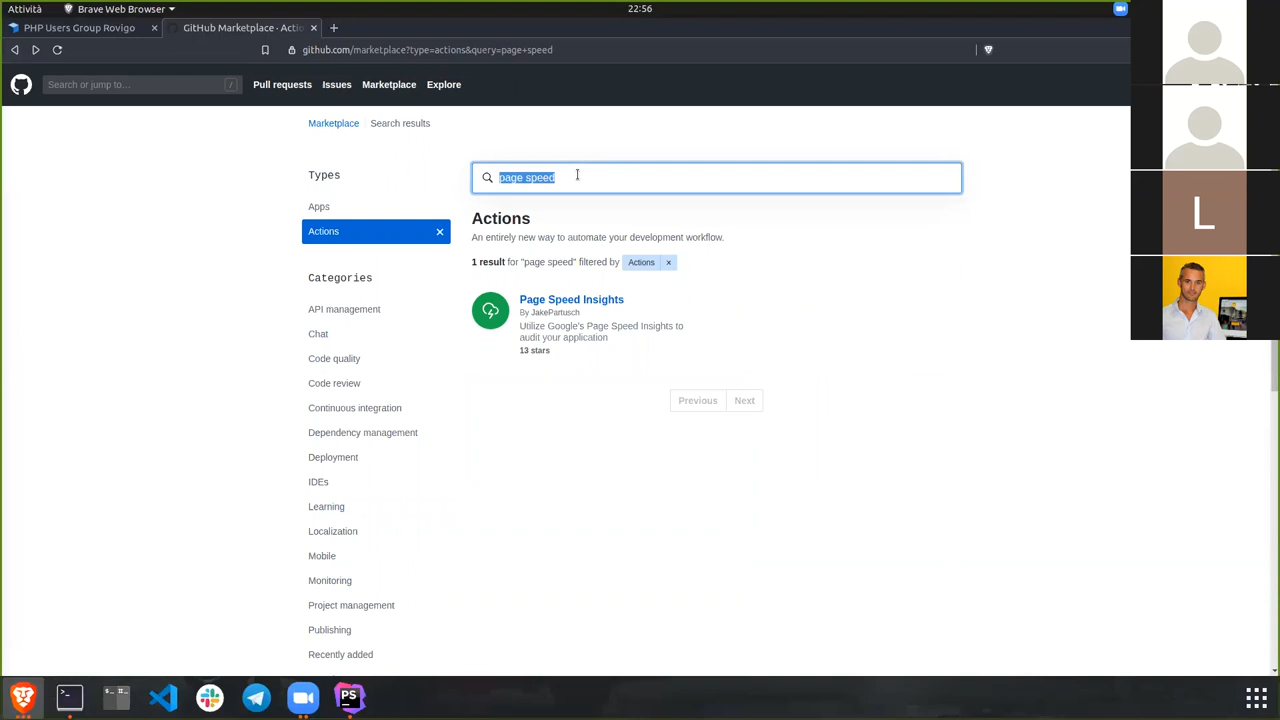 Attività
Brave Web Browser
22:56
PHP Users Group Rovigo
GitHub Marketplace · Actio
github.com/marketplace?type=actions&query=page+speed
Search or jump to…
/
Pull requests
Issues
Marketplace
Explore
Marketplace
Search results
Types
Apps
Actions
Categories
API management
Chat
Code quality
Code review
Continuous integration
Dependency management
Deployment
IDEs
Learning
Localization
Mobile
Monitoring
Project management
Publishing
Recently added
page speed
Actions
An entirely new way to automate your development workflow.
1 result for "page speed" filtered by Actions ×
Page Speed Insights
By JakePartusch
Utilize Google's Page Speed Insights to
audit your application
13 stars
Previous
Next
L
PS